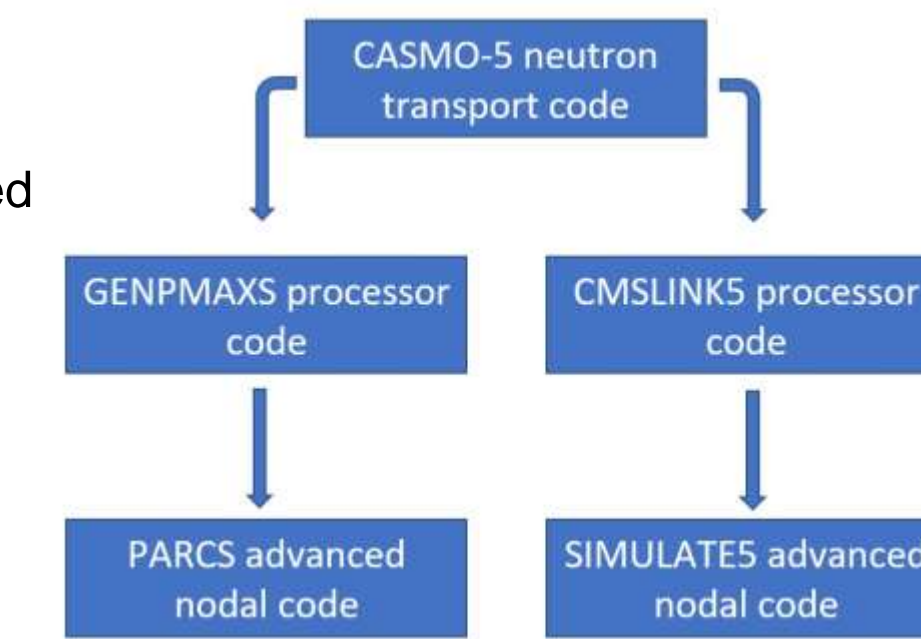 CASMO-5 neutron
transport code
ed
GENPMAXS processor
code
CMSLINK5 processor
code
PARCS advanced
nodal code
SIMULATE5 advanced
nodal code